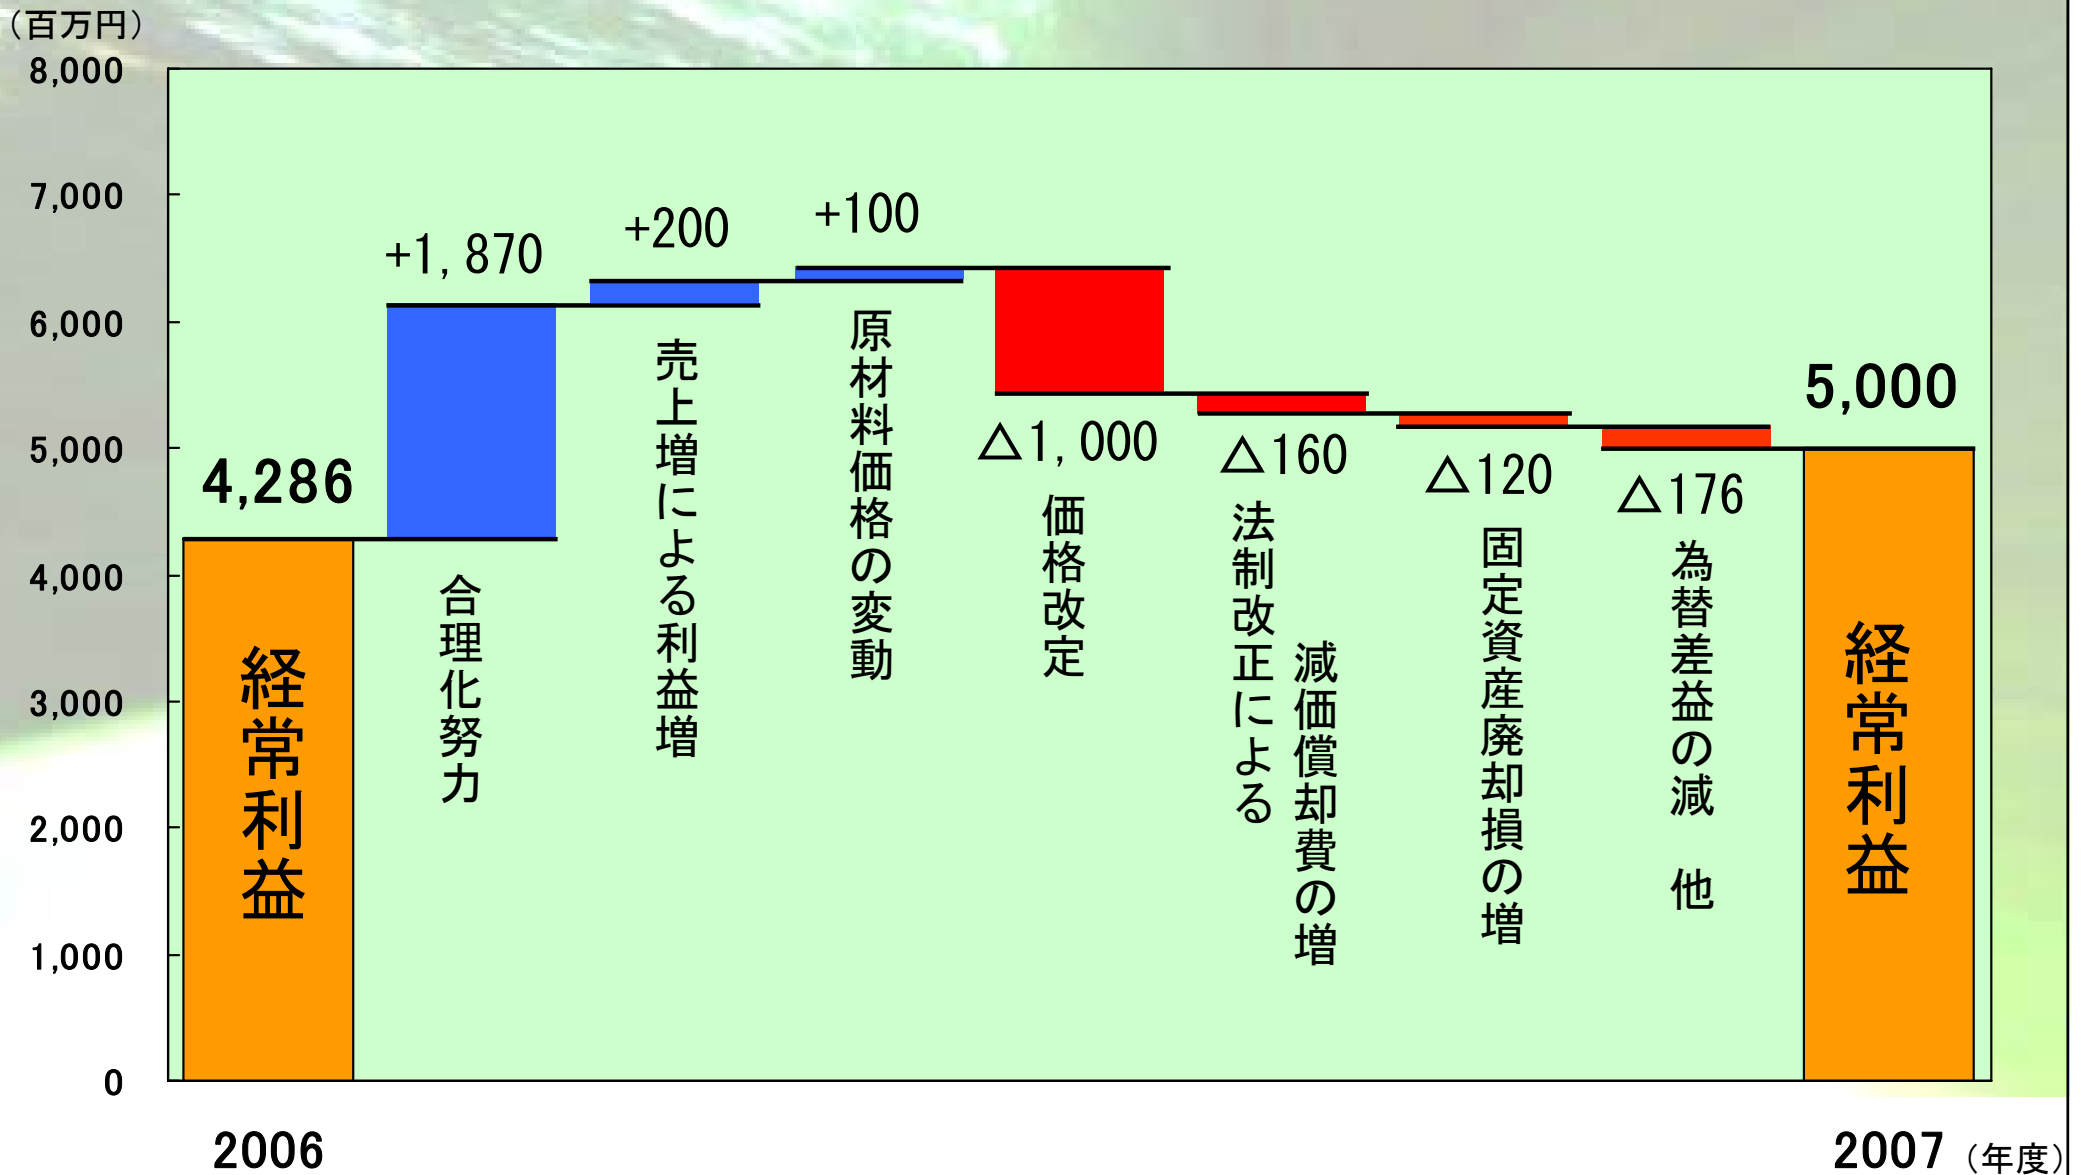 （百万円）
8,000
7,000
6,000
5,000
4,000
3,000
2,000
1,000
0
4,286
経常利益
+1,870
合理化努力
+200
売上増による利益増
+100
原材料価格の変動
△1,000
価格改定
△160
法制改正による
減価償却費の増
△120
固定資産廃却損の増
△176
為替差益の減　他
5,000
経常利益
2006
2007（年度）